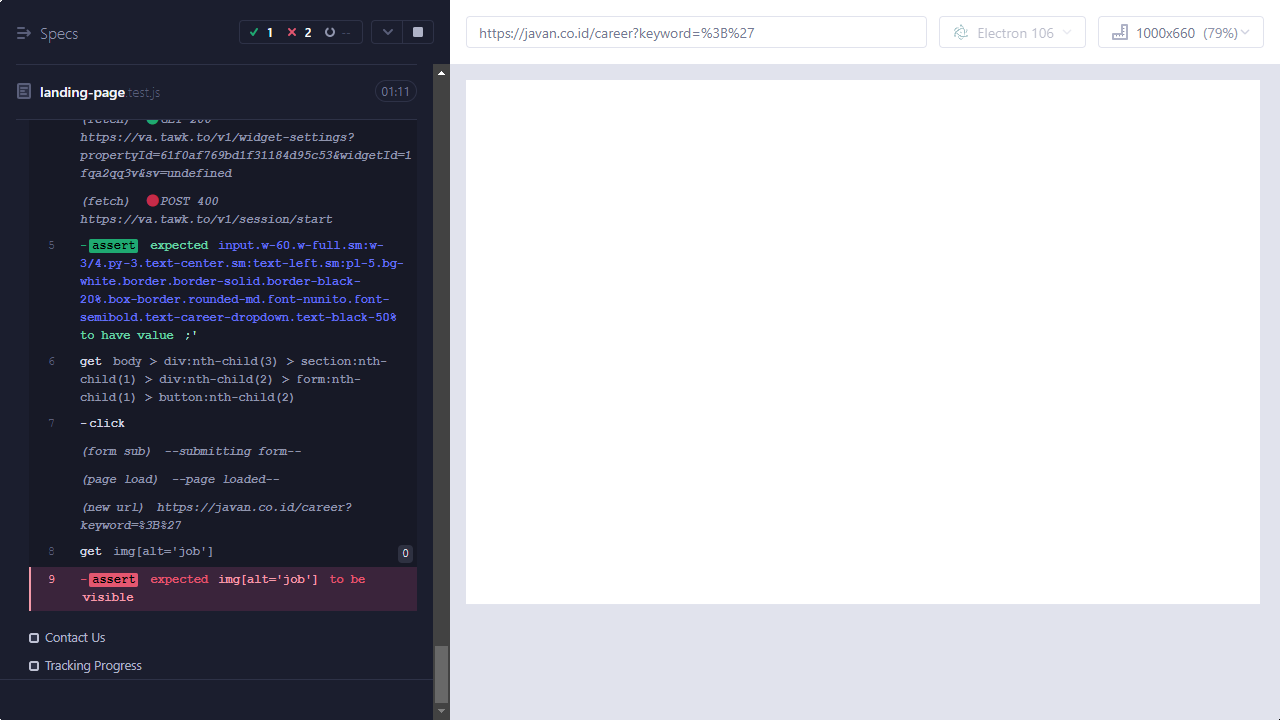 Specs
1
2
--
https://javan.co.id/career?keyword=%3B%27
Electron 106
1000x660 (79%)
landing-page.test.js
01:11
(fetch) GET 200
https://va.tawk.to/v1/widget-settings?
propertyId=61f0af769bd1f31184d95c53&widgetId=1
fqa2qq3v&sv=undefined
(fetch) POST 400
https://va.tawk.to/v1/session/start
5 -assert expected input.w-60.w-full.sm:w-
3/4.py-3.text-center.sm:text-left.sm:pl-5.bg-
white.border.border-solid.border-black-
20%.box-border.rounded-md.font-nunito.font-
semibold.text-career-dropdown.text-black-50%
to have value ;'
6 get body > div:nth-child(3) > section:nth-
child(1) > div:nth-child(2) > form:nth-
child(1) > button:nth-child(2)
7 -click
(form sub) --submitting form--
(page load) --page loaded--
(new url) https://javan.co.id/career?
keyword=%3B%27
8 get img[alt='job'] 0
9 -assert expected img[alt='job'] to be
visible
Contact Us
Tracking Progress